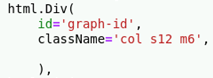 html.Div(
    id='graph-id',
    className='col s12 m6',
    ),